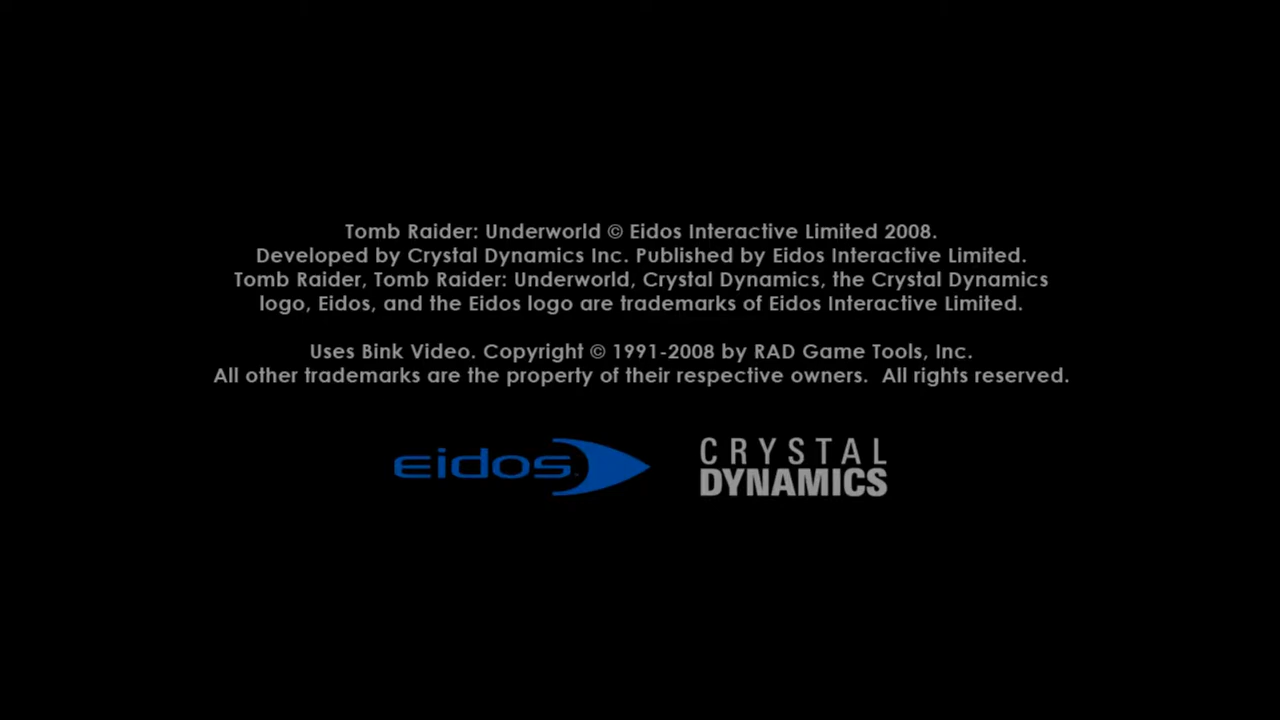 Tomb Raider: Underworld © Eidos Interactive Limited 2008.
Developed by Crystal Dynamics Inc. Published by Eidos Interactive Limited.
Tomb Raider, Tomb Raider: Underworld, Crystal Dynamics, the Crystal Dynamics
logo, Eidos, and the Eidos logo are trademarks of Eidos Interactive Limited.
Uses Bink Video. Copyright © 1991-2008 by RAD Game Tools, Inc.
All other trademarks are the property of their respective owners.  All rights reserved.
eidos
CRYSTAL
DYNAMICS